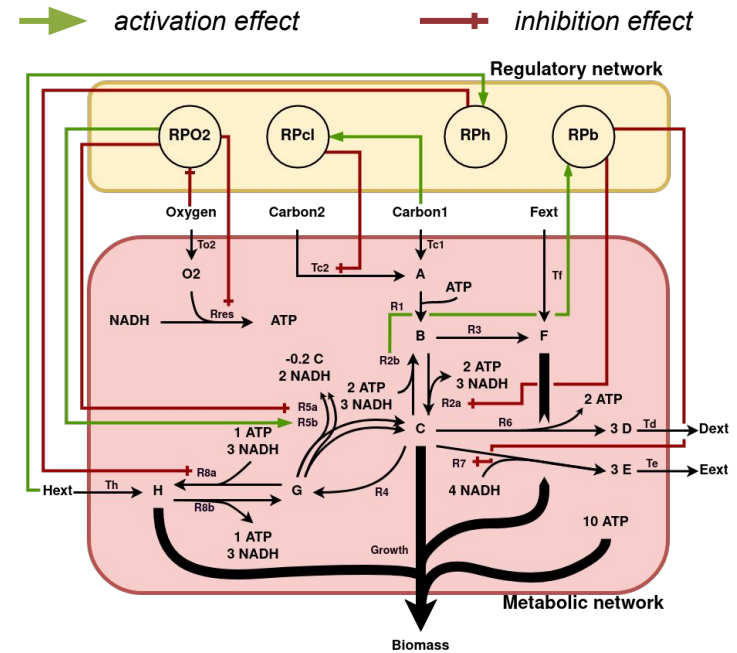 activation effect
inhibition effect
Regulatory network
RPO2
RPcl
RPh
RPb
Oxygen
Carbon2
Carbon1
Fext
To2
Tc2
Tc1
Tf
O2
A
ATP
NADH
Rres
ATP
R1
B
R3
F
R2b
-0.2 C
2 NADH
2 ATP
3 NADH
2 ATP
3 NADH
R2a
R5a
R5b
C
R6
2 ATP
3 D
Td
Dext
1 ATP
3 NADH
R8a
R7
3 E
Te
Eext
Hext
Th
H
G
R4
4 NADH
R8b
1 ATP
3 NADH
10 ATP
Growth
Metabolic network
Biomass